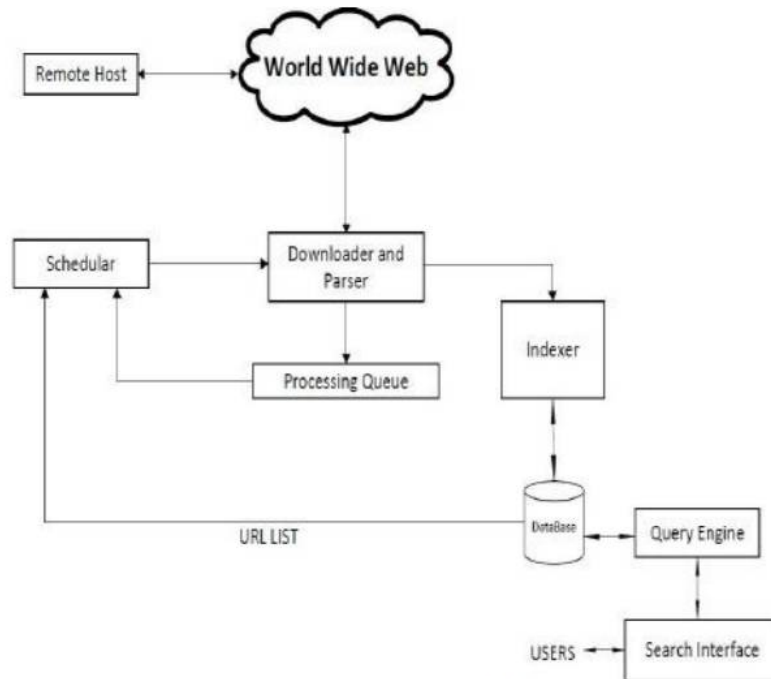 World Wide Web
Remote Host
Schedular
Downloader and
Parser
Indexer
Processing Queue
DataBase
URL LIST
Query Engine
USERS
Search Interface